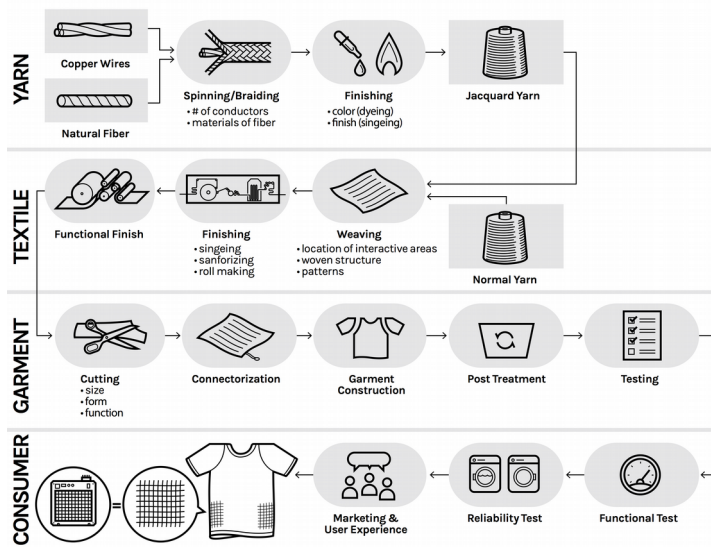 YARN
Copper Wires
Natural Fiber
Spinning/Braiding
• # of conductors
• materials of fiber
Finishing
• color (dyeing)
• finish (singeing)
Jacquard Yarn
TEXTILE
Functional Finish
Finishing
• singeing
• sanforizing
• roll making
Weaving
• location of interactive areas
• woven structure
• patterns
Normal Yarn
GARMENT
Cutting
• size
• form
• function
Connectorization
Garment
Construction
Post Treatment
Testing
CONSUMER
=
Marketing &
User Experience
Reliability Test
Functional Test